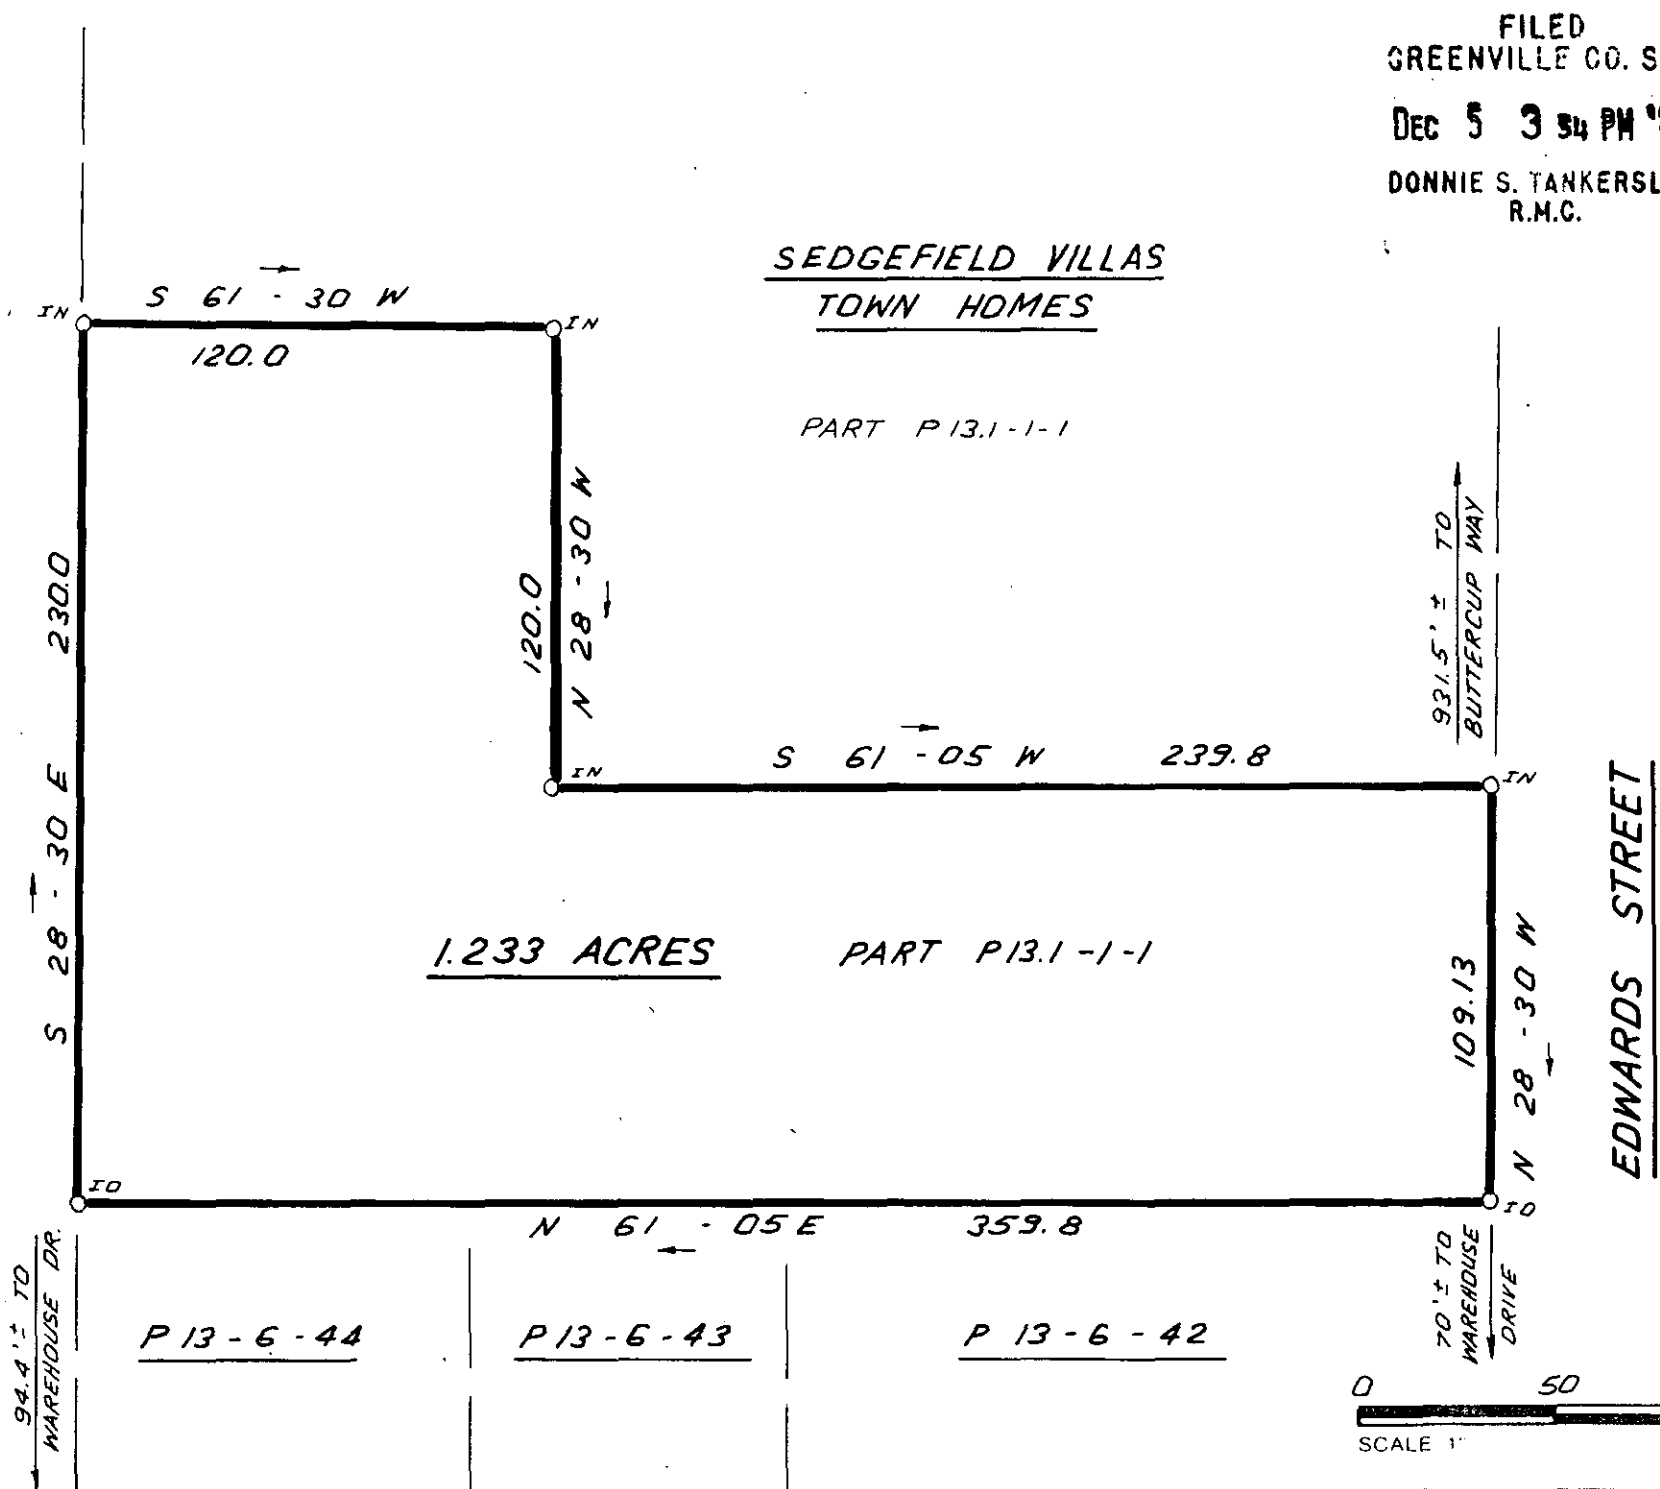 FILED
GREENVILLE CO. S
DEC 5 3 54 PM '
DONNIE S. TANKERSL
R.M.C.
SEDGEFIELD VILLAS
TOWN HOMES
PART P13.1-1-1
IN
S 61 - 30 W
120.0
IN
S 28 - 30 E 230.0
120.0
N 28 - 30 W
IN
S 61 - 05 W 239.8
IN
931.5' ± TO
BUTTERCUP WAY
EDWARDS STREET
1.233 ACRES
PART P13.1-1-1
109.13
N 28 - 30 W
IO
N 61 - 05 E 359.8
IO
94.4' ± TO
WAREHOUSE DR.
P13-6-44
P13-6-43
P 13-6-42
70' ± TO
WAREHOUSE
DRIVE
0 50
SCALE 1"